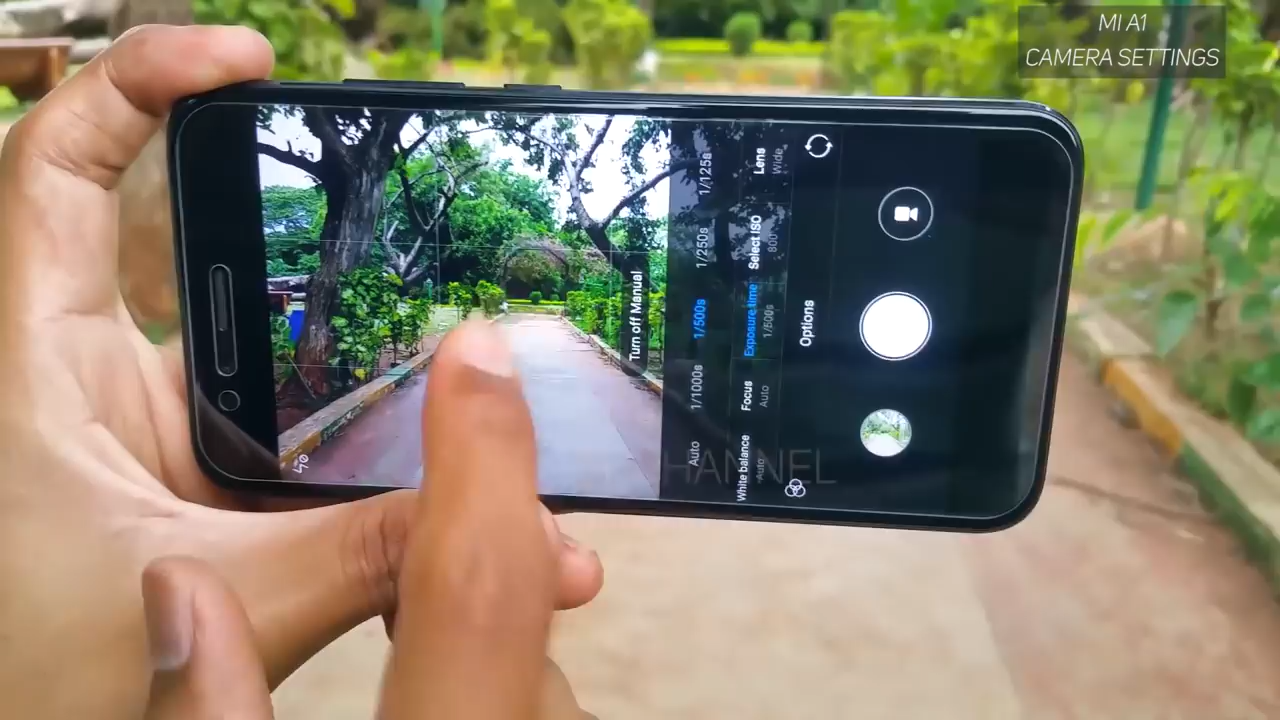 MI A1
CAMERA SETTINGS
Turn off Manual
Auto
1/1000s
1/500s
1/250s
1/125s
White balance
Auto
Focus
Auto
Exposure time
1/500s
Select ISO
800
Lens
Wide
Options
HANNEL